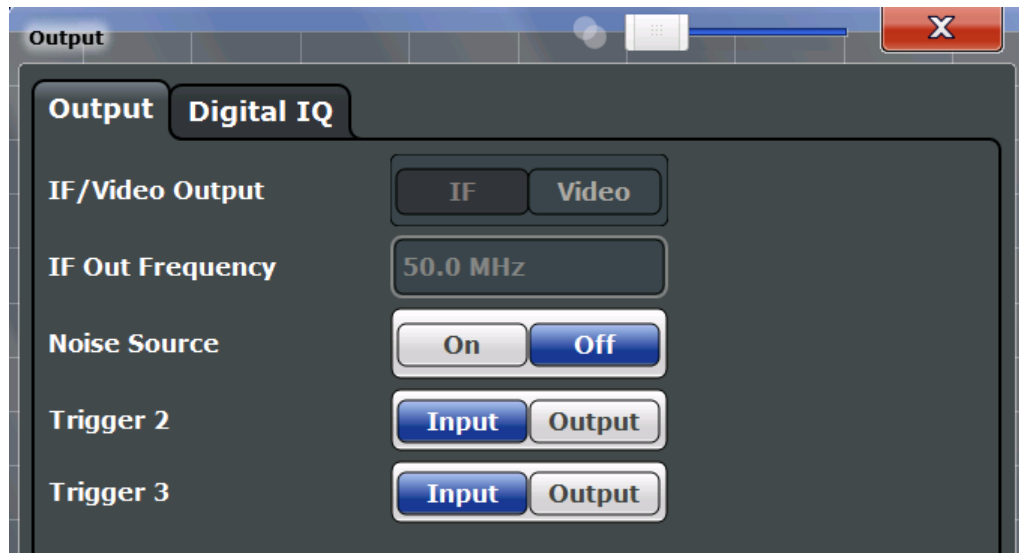 Output
X
Output Digital IQ
IF/Video Output IF Video
IF Out Frequency 50.0 MHz
Noise Source On Off
Trigger 2 Input Output
Trigger 3 Input Output